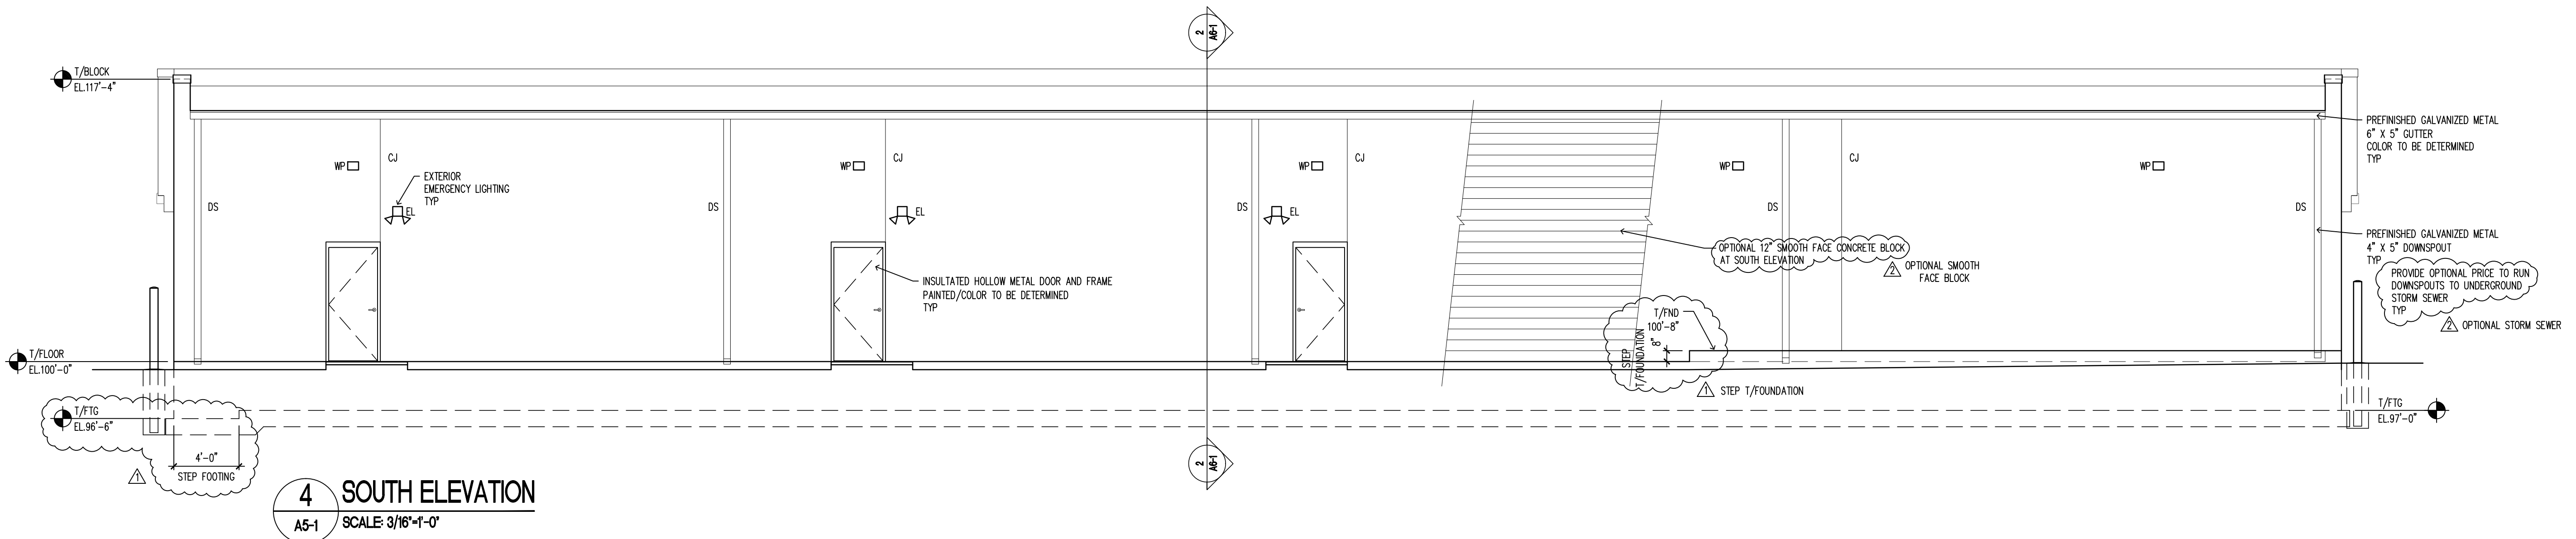 2
A6-1
T/BLOCK
EL.117'-4"
PREFINISHED GALVANIZED METAL
6" X 5" GUTTER
COLOR TO BE DETERMINED
TYP
WP
CJ
WP
CJ
WP
CJ
WP
CJ
WP
EXTERIOR
EMERGENCY LIGHTING
TYP
DS
EL
DS
EL
DS
EL
DS
DS
PREFINISHED GALVANIZED METAL
4" X 5" DOWNSPOUT
TYP
OPTIONAL 12" SMOOTH FACE CONCRETE BLOCK
AT SOUTH ELEVATION
2
OPTIONAL SMOOTH
FACE BLOCK
PROVIDE OPTIONAL PRICE TO RUN
DOWNSPOUTS TO UNDERGROUND
STORM SEWER
TYP
2
OPTIONAL STORM SEWER
INSULTATED HOLLOW METAL DOOR AND FRAME
PAINTED/COLOR TO BE DETERMINED
TYP
T/FND
100'-8"
STEP
T/FOUNDATION
8"
1
STEP T/FOUNDATION
T/FLOOR
EL.100'-0"
T/FTG
EL.96'-6"
T/FTG
EL.97'-0"
4'-0"
1
STEP FOOTING
2
A6-1
4
A5-1
SOUTH ELEVATION
SCALE: 3/16"=1'-0"